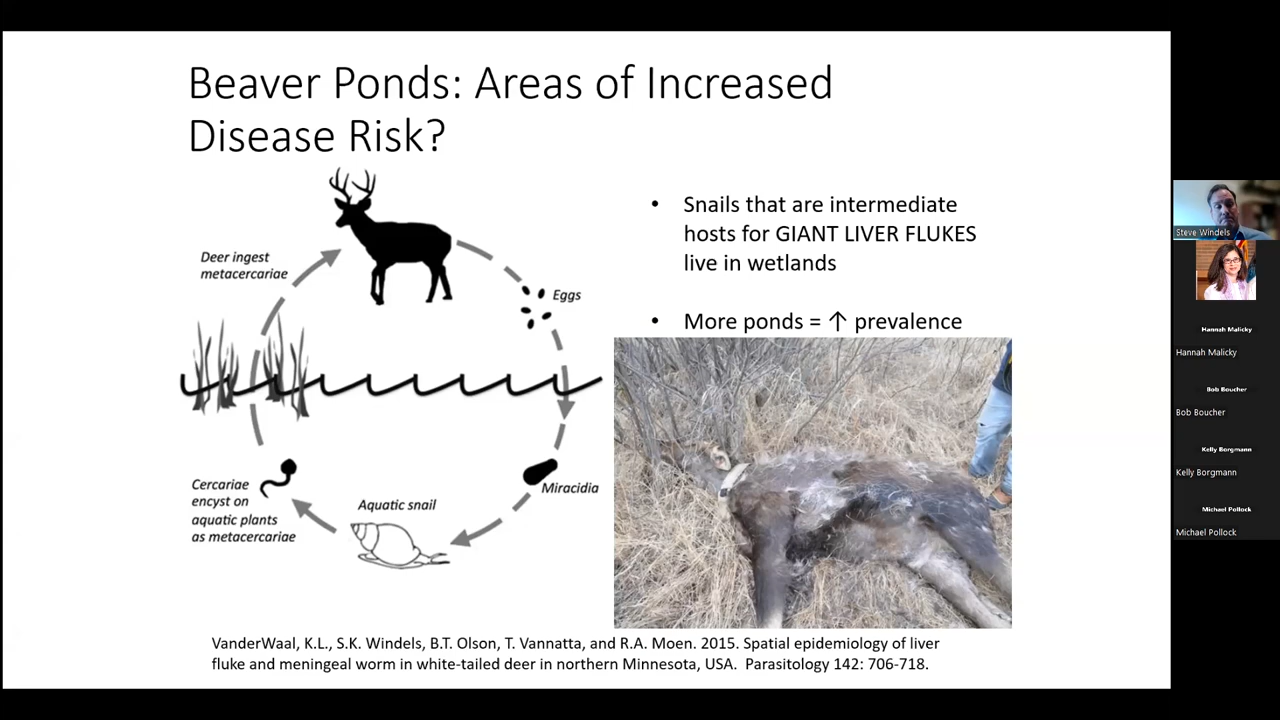 Beaver Ponds: Areas of Increased
Disease Risk?
Deer ingest
metacercariae
Eggs
Miracidia
Aquatic snail
Cercariae
encyst on
aquatic plants
as metacercariae
• Snails that are intermediate
hosts for GIANT LIVER FLUKES
live in wetlands
• More ponds = ↑ prevalence
VanderWaal, K.L., S.K. Windels, B.T. Olson, T. Vannatta, and R.A. Moen. 2015. Spatial epidemiology of liver
fluke and meningeal worm in white-tailed deer in northern Minnesota, USA. Parasitology 142: 706-718.
Steve Windels
Hannah Malicky
Hannah Malicky
Bob Boucher
Bob Boucher
Kelly Borgmann
Kelly Borgmann
Michael Pollock
Michael Pollock